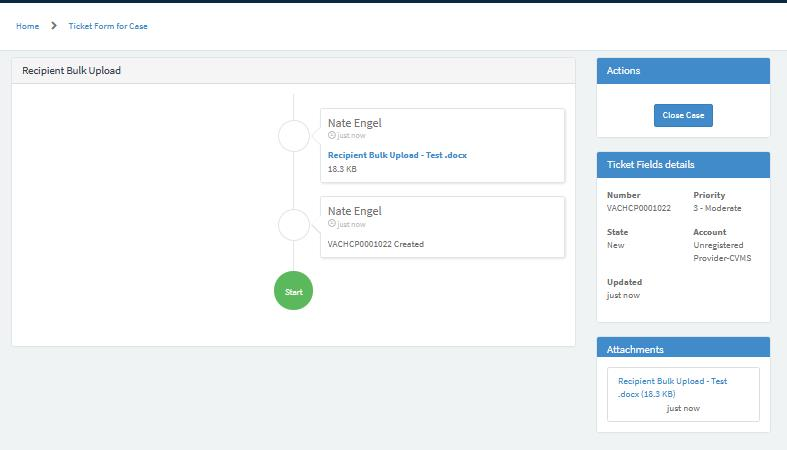 Home > Ticket Form for Case
Recipient Bulk Upload
Nate Engel
just now
Recipient Bulk Upload - Test .docx
18.3 KB
Nate Engel
just now
VACHCP0001022 Created
Start
Actions
Close Case
Ticket Fields details
Number Priority
VACHCP0001022 3 - Moderate
State Account
New Unregistered
Provider-CVMS
Updated
just now
Attachments
Recipient Bulk Upload - Test
.docx (18.3 KB)
just now